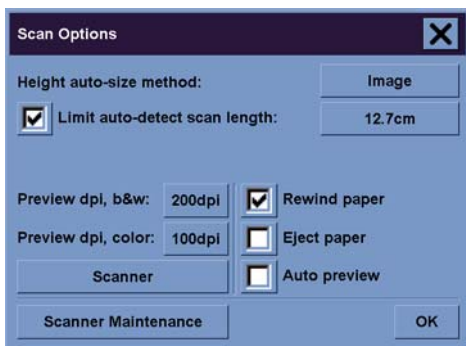 Scan Options
Height auto-size method: Image
Limit auto-detect scan length: 12.7cm
Preview dpi, b&w: 200dpi Rewind paper
Preview dpi, color: 100dpi Eject paper
Scanner Auto preview
Scanner Maintenance OK